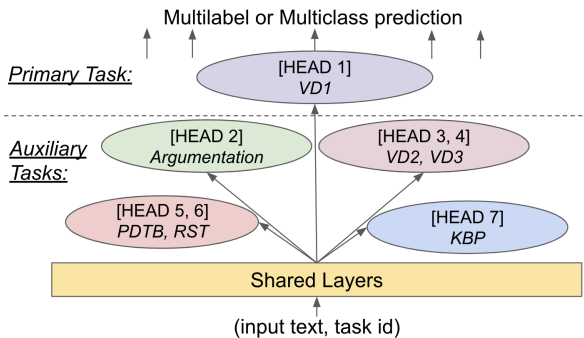 Multilabel or Multiclass prediction
Primary Task:
[HEAD 1]
VD1
Auxiliary
Tasks:
[HEAD 2]
Argumentation
[HEAD 3, 4]
VD2, VD3
[HEAD 5, 6]
PDTB, RST
[HEAD 7]
KBP
Shared Layers
(input text, task id)